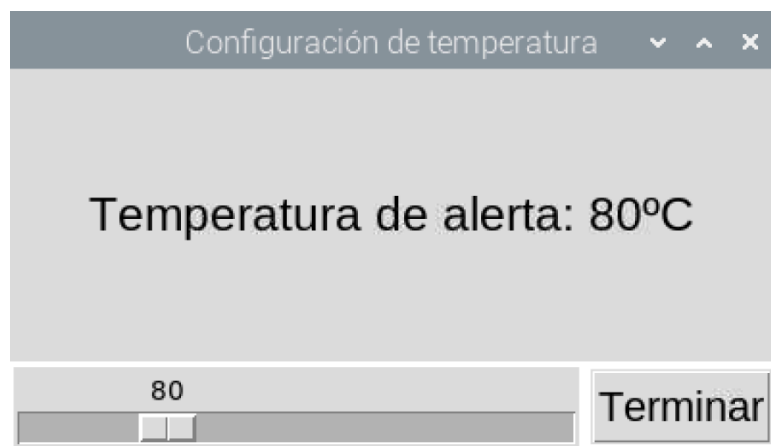 Configuración de temperatura
Temperatura de alerta: 80ºC
80
Terminar